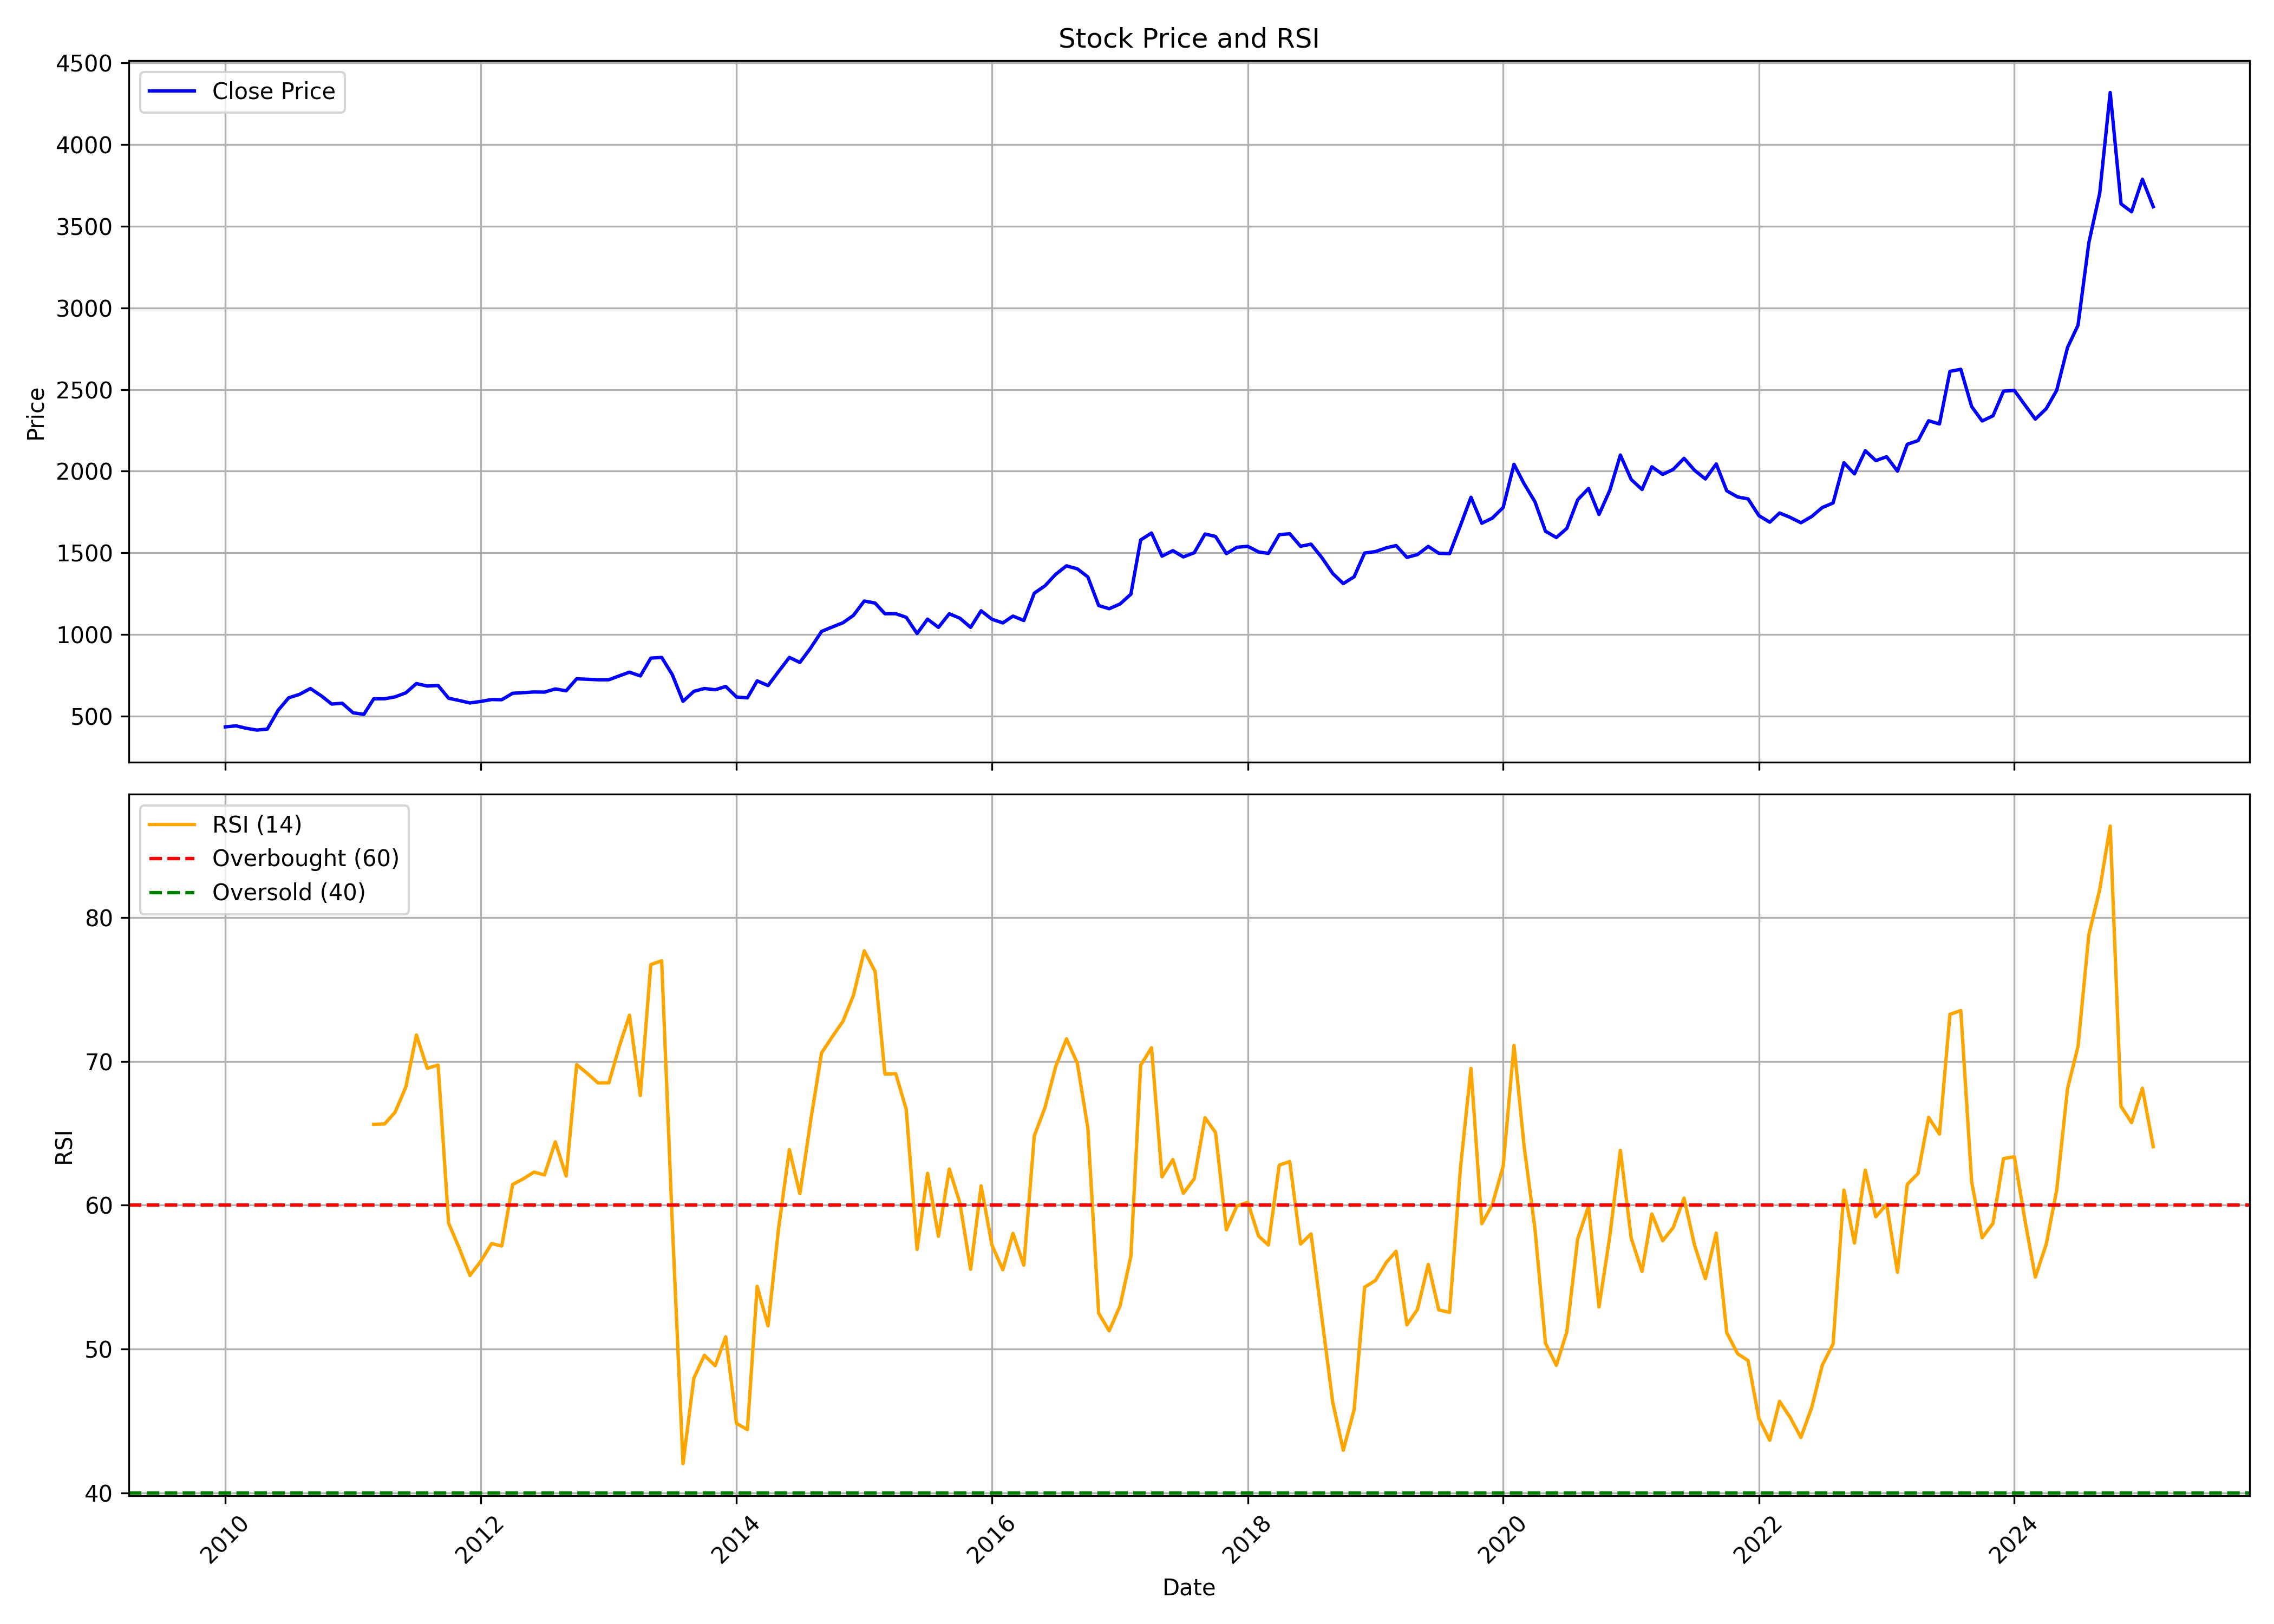 Stock Price and RSI
Close Price
4500
4000
3500
3000
2500
2000
1500
1000
500
Price
RSI (14)
Overbought (60)
Oversold (40)
80
70
60
50
40
RSI
2010
2012
2014
2016
2018
2020
2022
2024
Date